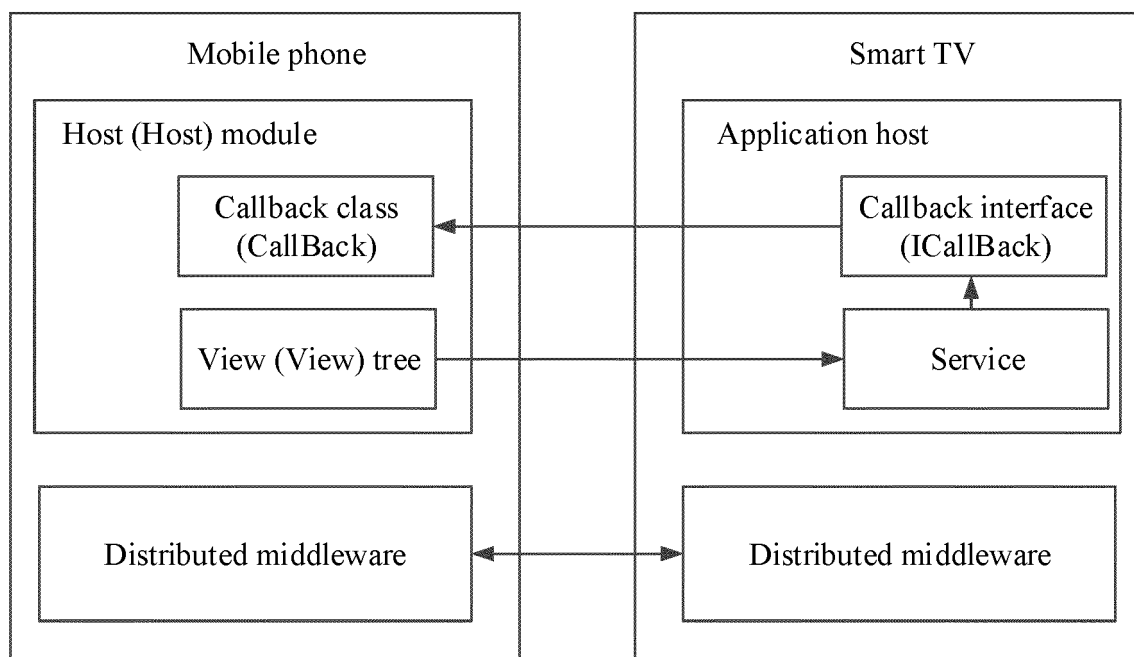 Mobile phone
Host (Host) module
Callback class
(CallBack)
View (View) tree
Distributed middleware
Smart TV
Application host
Callback interface
(ICallBack)
Service
Distributed middleware